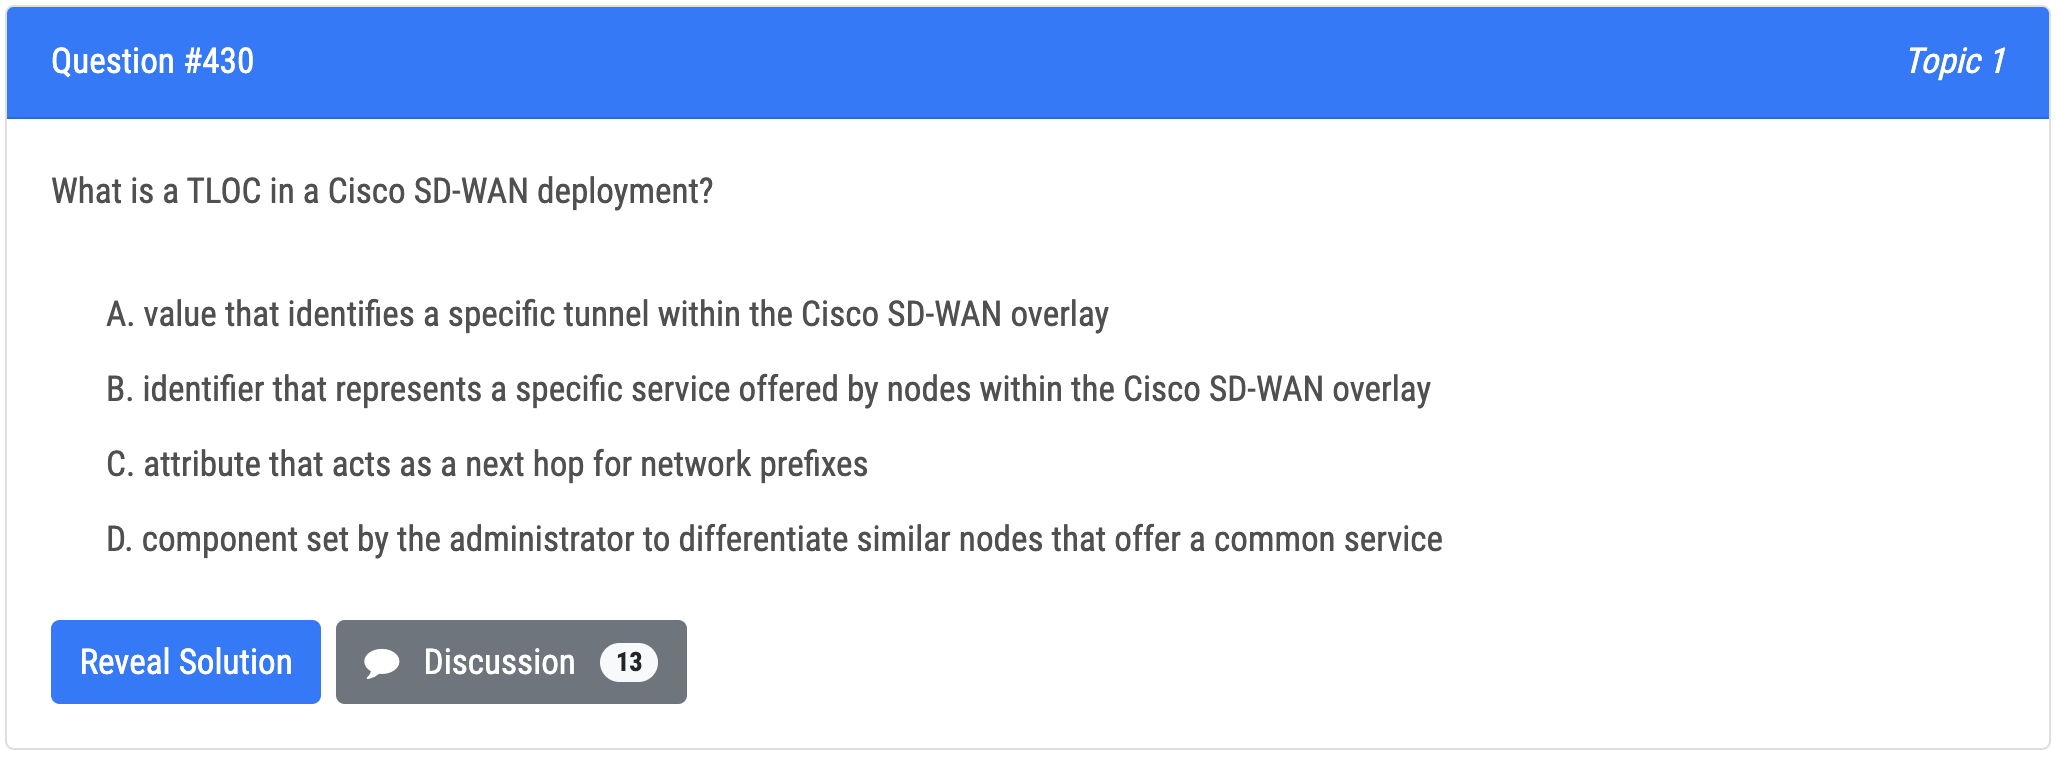 Question #430
Topic 1
What is a TLOC in a Cisco SD-WAN deployment?
A. value that identifies a specific tunnel within the Cisco SD-WAN overlay
B. identifier that represents a specific service offered by nodes within the Cisco SD-WAN overlay
C. attribute that acts as a next hop for network prefixes
D. component set by the administrator to differentiate similar nodes that offer a common service
Reveal Solution
Discussion 13